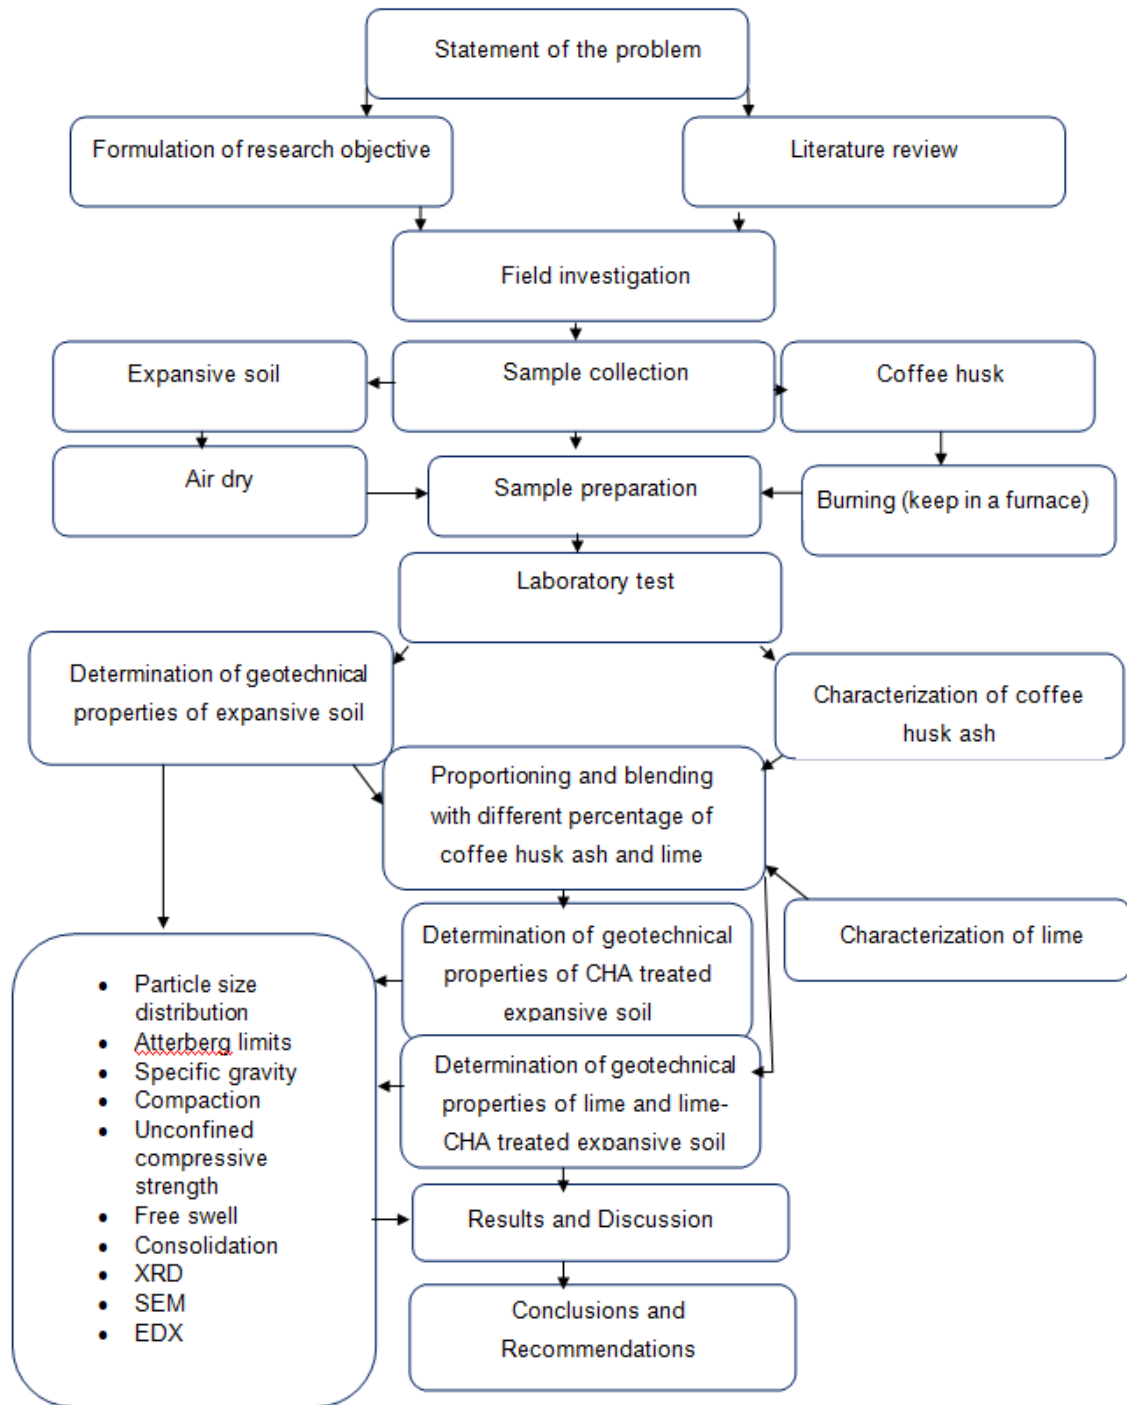 Statement of the problem
Formulation of research objective
Literature review
Field investigation
Expansive soil
Sample collection
Coffee husk
Air dry
Sample preparation
Burning (keep in a furnace)
Laboratory test
Determination of geotechnical
properties of expansive soil
Characterization of coffee
husk ash
Proportioning and blending
with different percentage of
coffee husk ash and lime
Determination of geotechnical
properties of CHA treated
expansive soil
Characterization of lime
Determination of geotechnical
properties of lime and lime-
CHA treated expansive soil
• Particle size
distribution
• Atterberg limits
• Specific gravity
• Compaction
• Unconfined
compressive
strength
• Free swell
• Consolidation
• XRD
• SEM
• EDX
Results and Discussion
Conclusions and
Recommendations